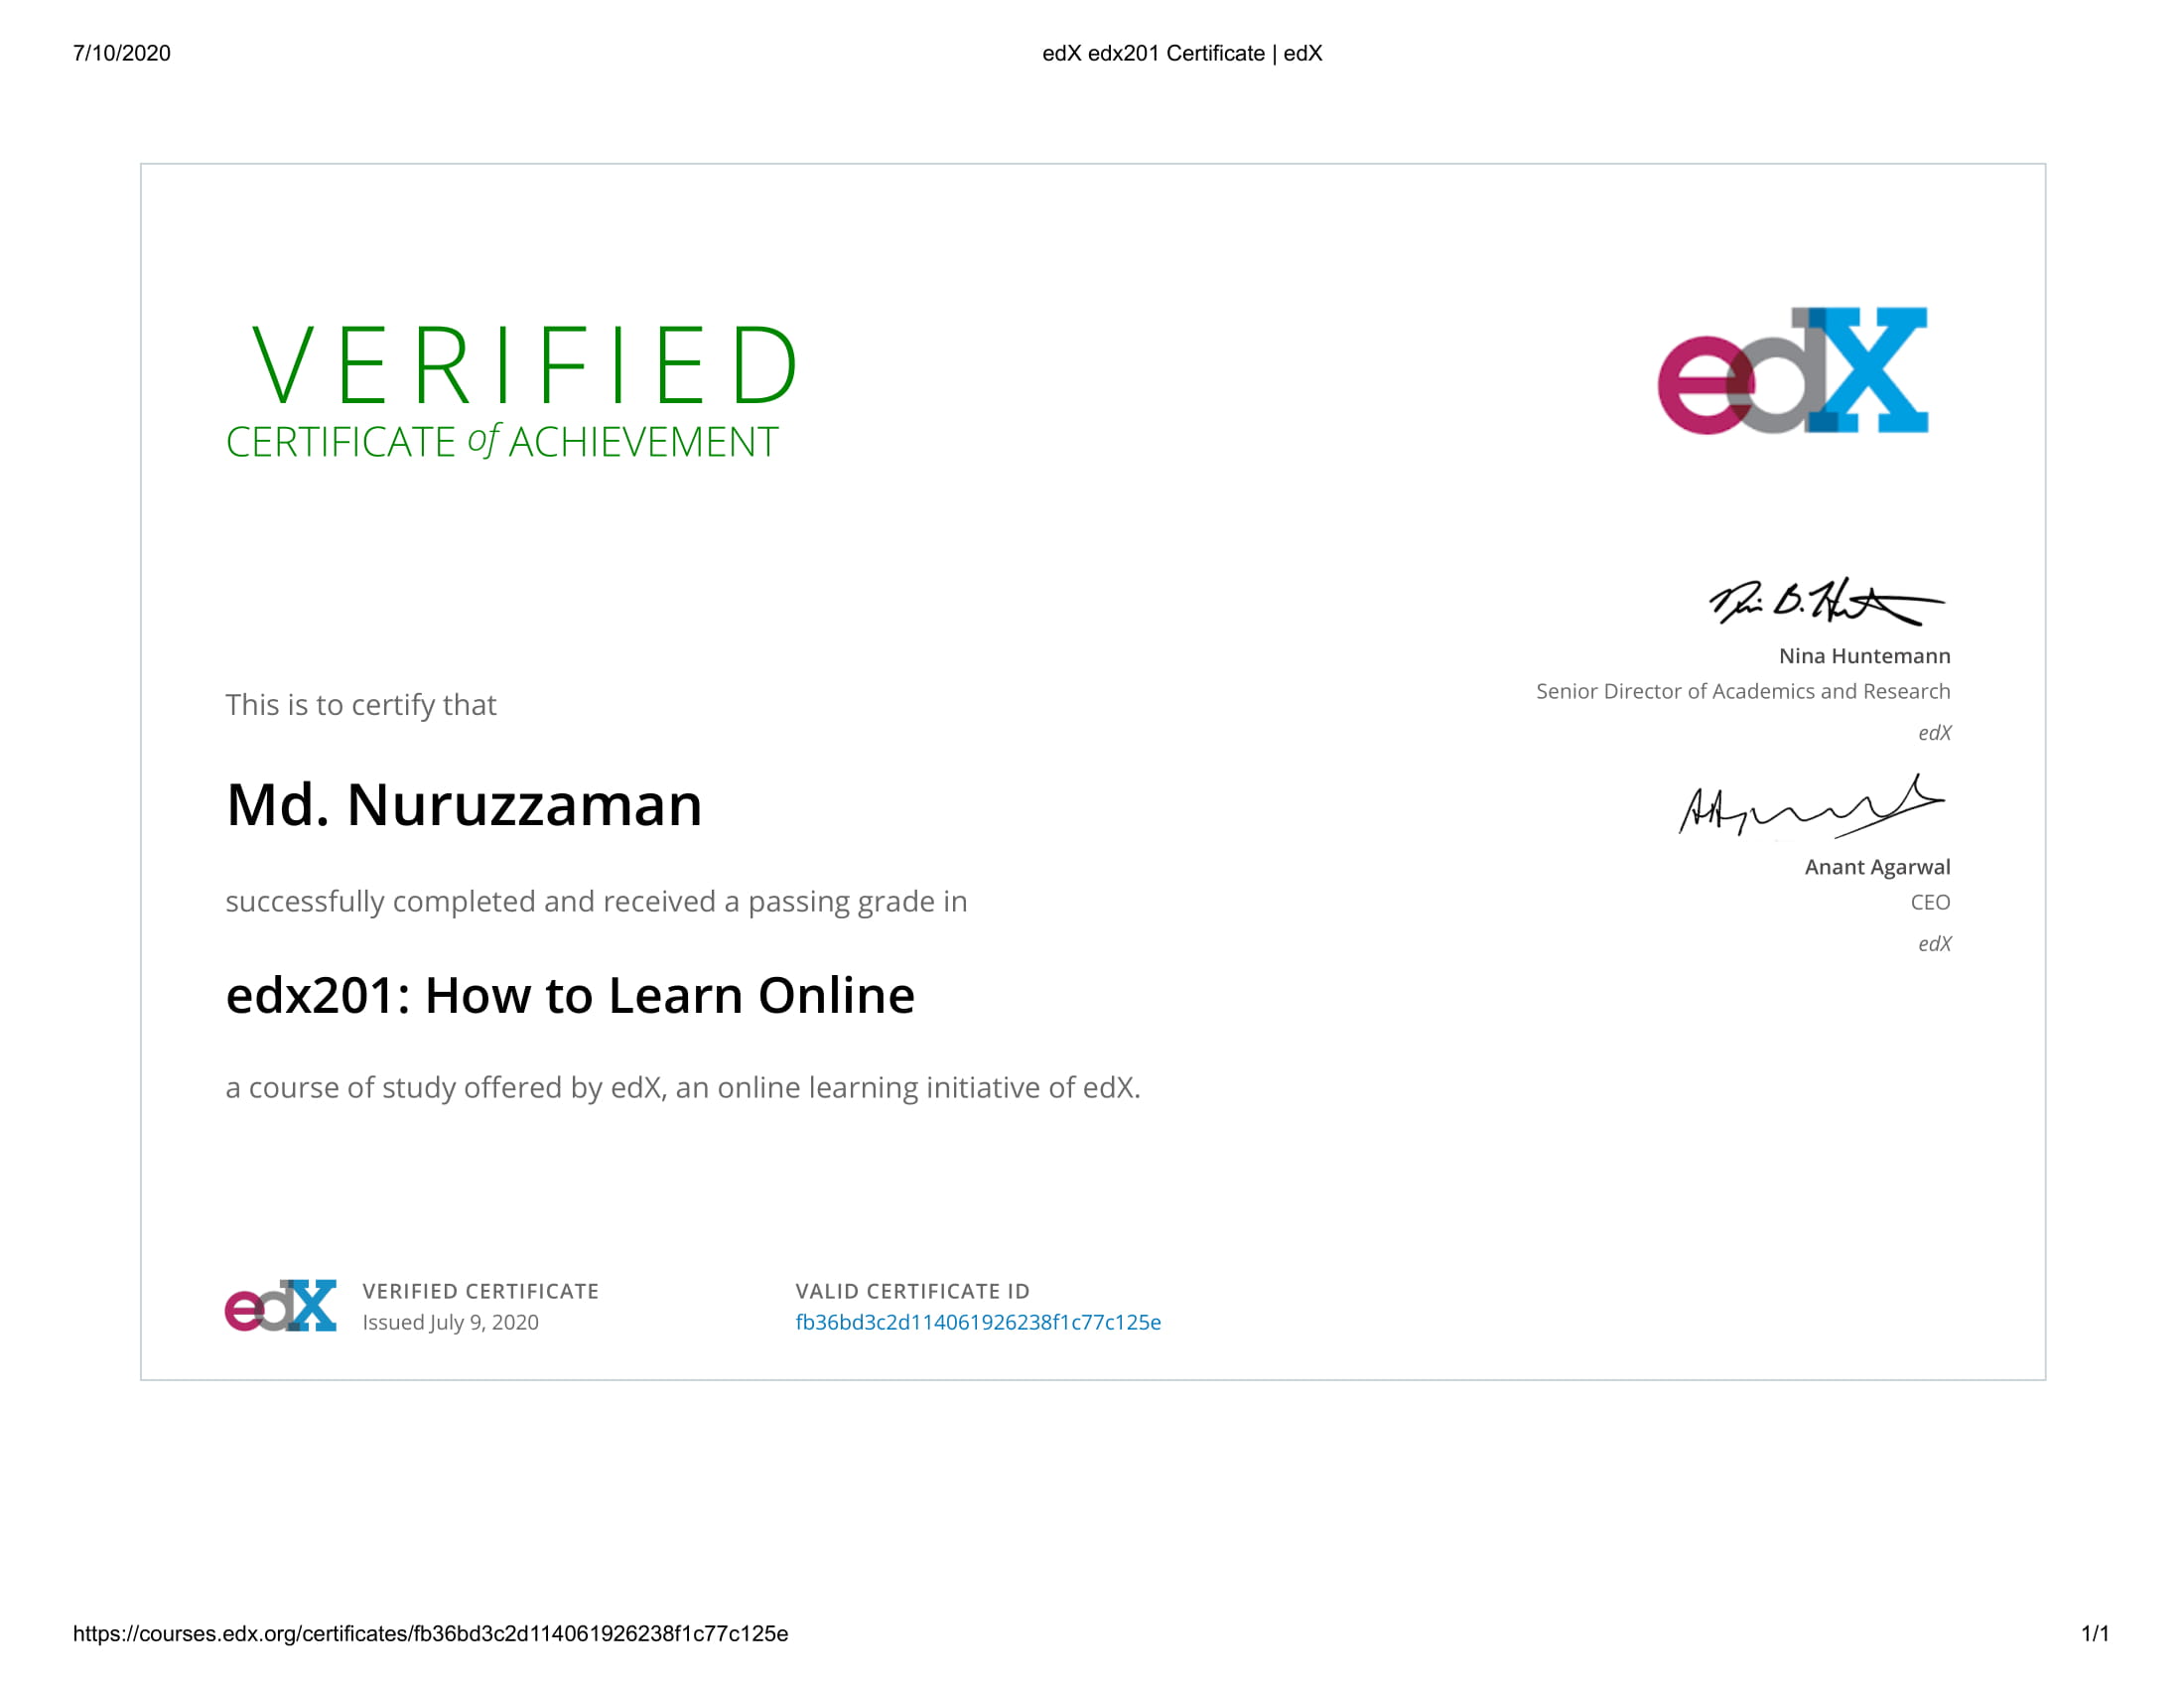 7/10/2020
edX edx201 Certificate | edX
VERIFIED
CERTIFICATE of ACHIEVEMENT
edX
This is to certify that
Md. Nuruzzaman
successfully completed and received a passing grade in
edx201: How to Learn Online
a course of study offered by edX, an online learning initiative of edX.
Nina Huntemann
Senior Director of Academics and Research
edX
Anant Agarwal
CEO
edX
edX
VERIFIED CERTIFICATE
Issued July 9, 2020
VALID CERTIFICATE ID
fb36bd3c2d114061926238f1c77c125e
https://courses.edx.org/certificates/fb36bd3c2d114061926238f1c77c125e
1/1